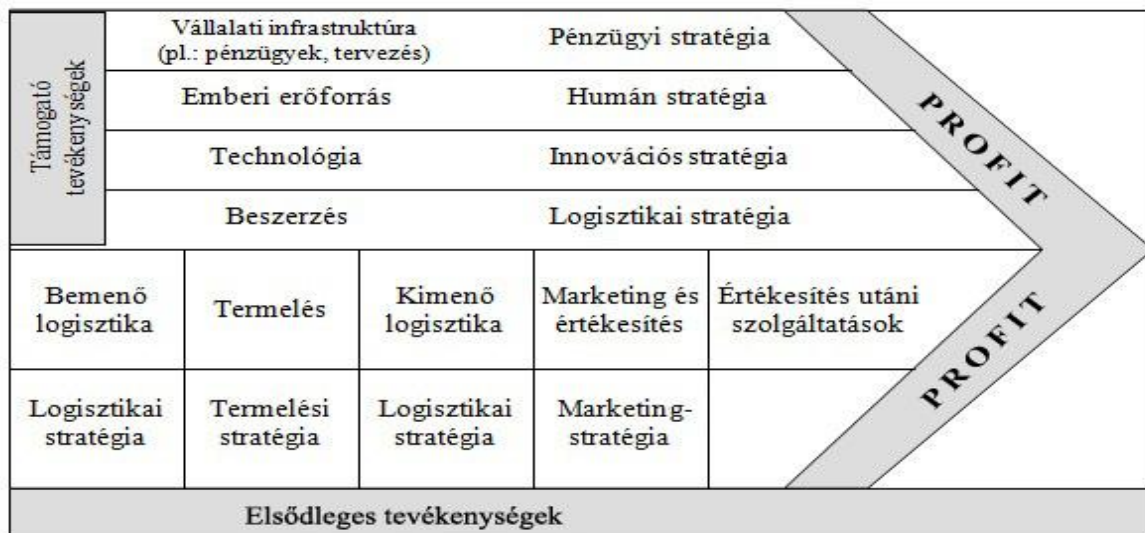 Támogató
tevékenységek
Vállalati infrastruktúra
(pl.: pénzügyek, tervezés)
Pénzügyi stratégia
Emberi erőforrás
Humán stratégia
Technológia
Innovációs stratégia
Beszerzés
Logisztikai stratégia
PROFIT
Bemenő
logisztika
Termelés
Kimenő
logisztika
Marketing és
értékesítés
Értékesítés utáni
szolgáltatások
PROFIT
Logisztikai
stratégia
Termelési
stratégia
Logisztikai
stratégia
Marketing-
stratégia
Elsődleges tevékenységek